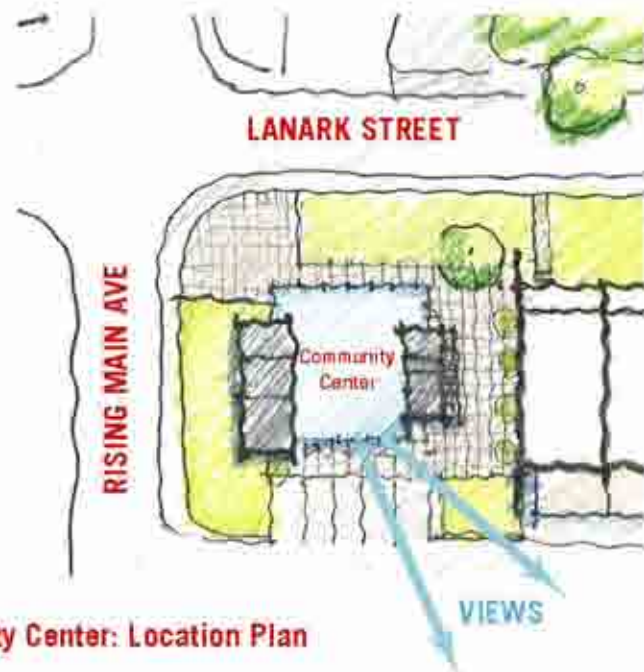 LANARK STREET
RISING MAIN AVE
Community
Center
VIEWS
Center: Location Plan